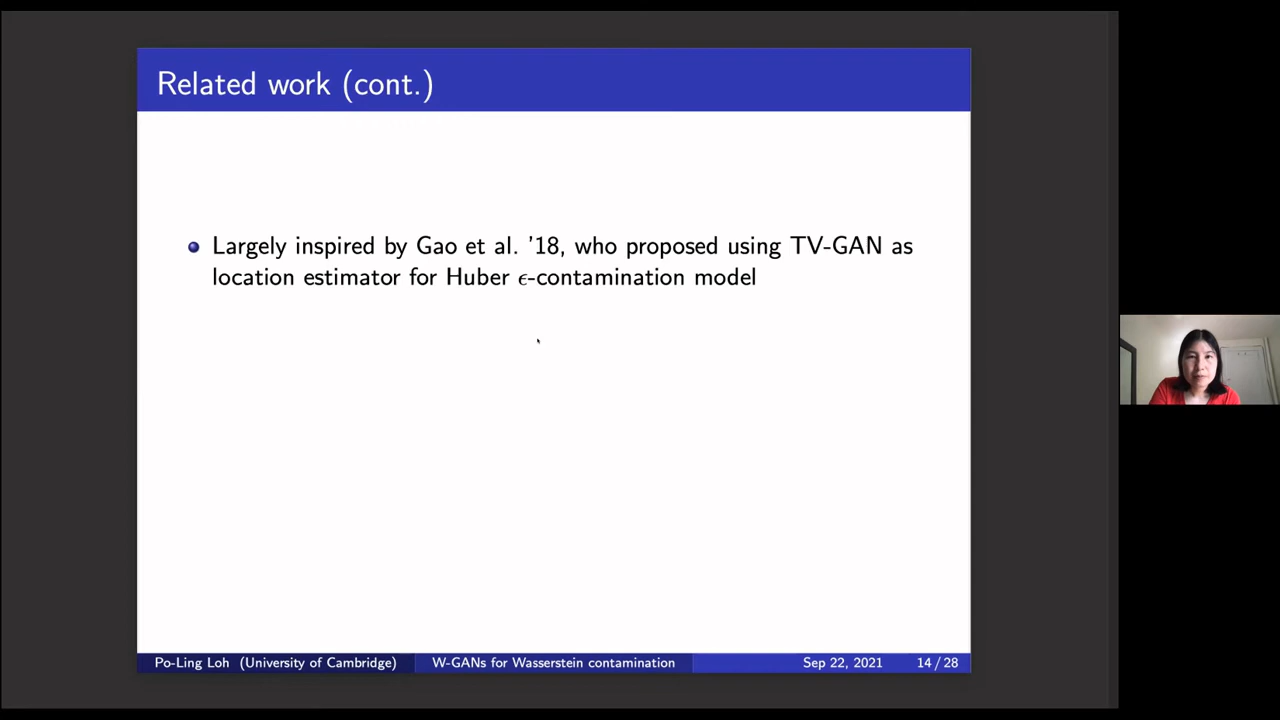 Related work (cont.)
Largely inspired by Gao et al. '18, who proposed using TV-GAN as
location estimator for Huber ϵ-contamination model
Po-Ling Loh (University of Cambridge) W-GANs for Wasserstein contamination Sep 22, 2021 14 / 28